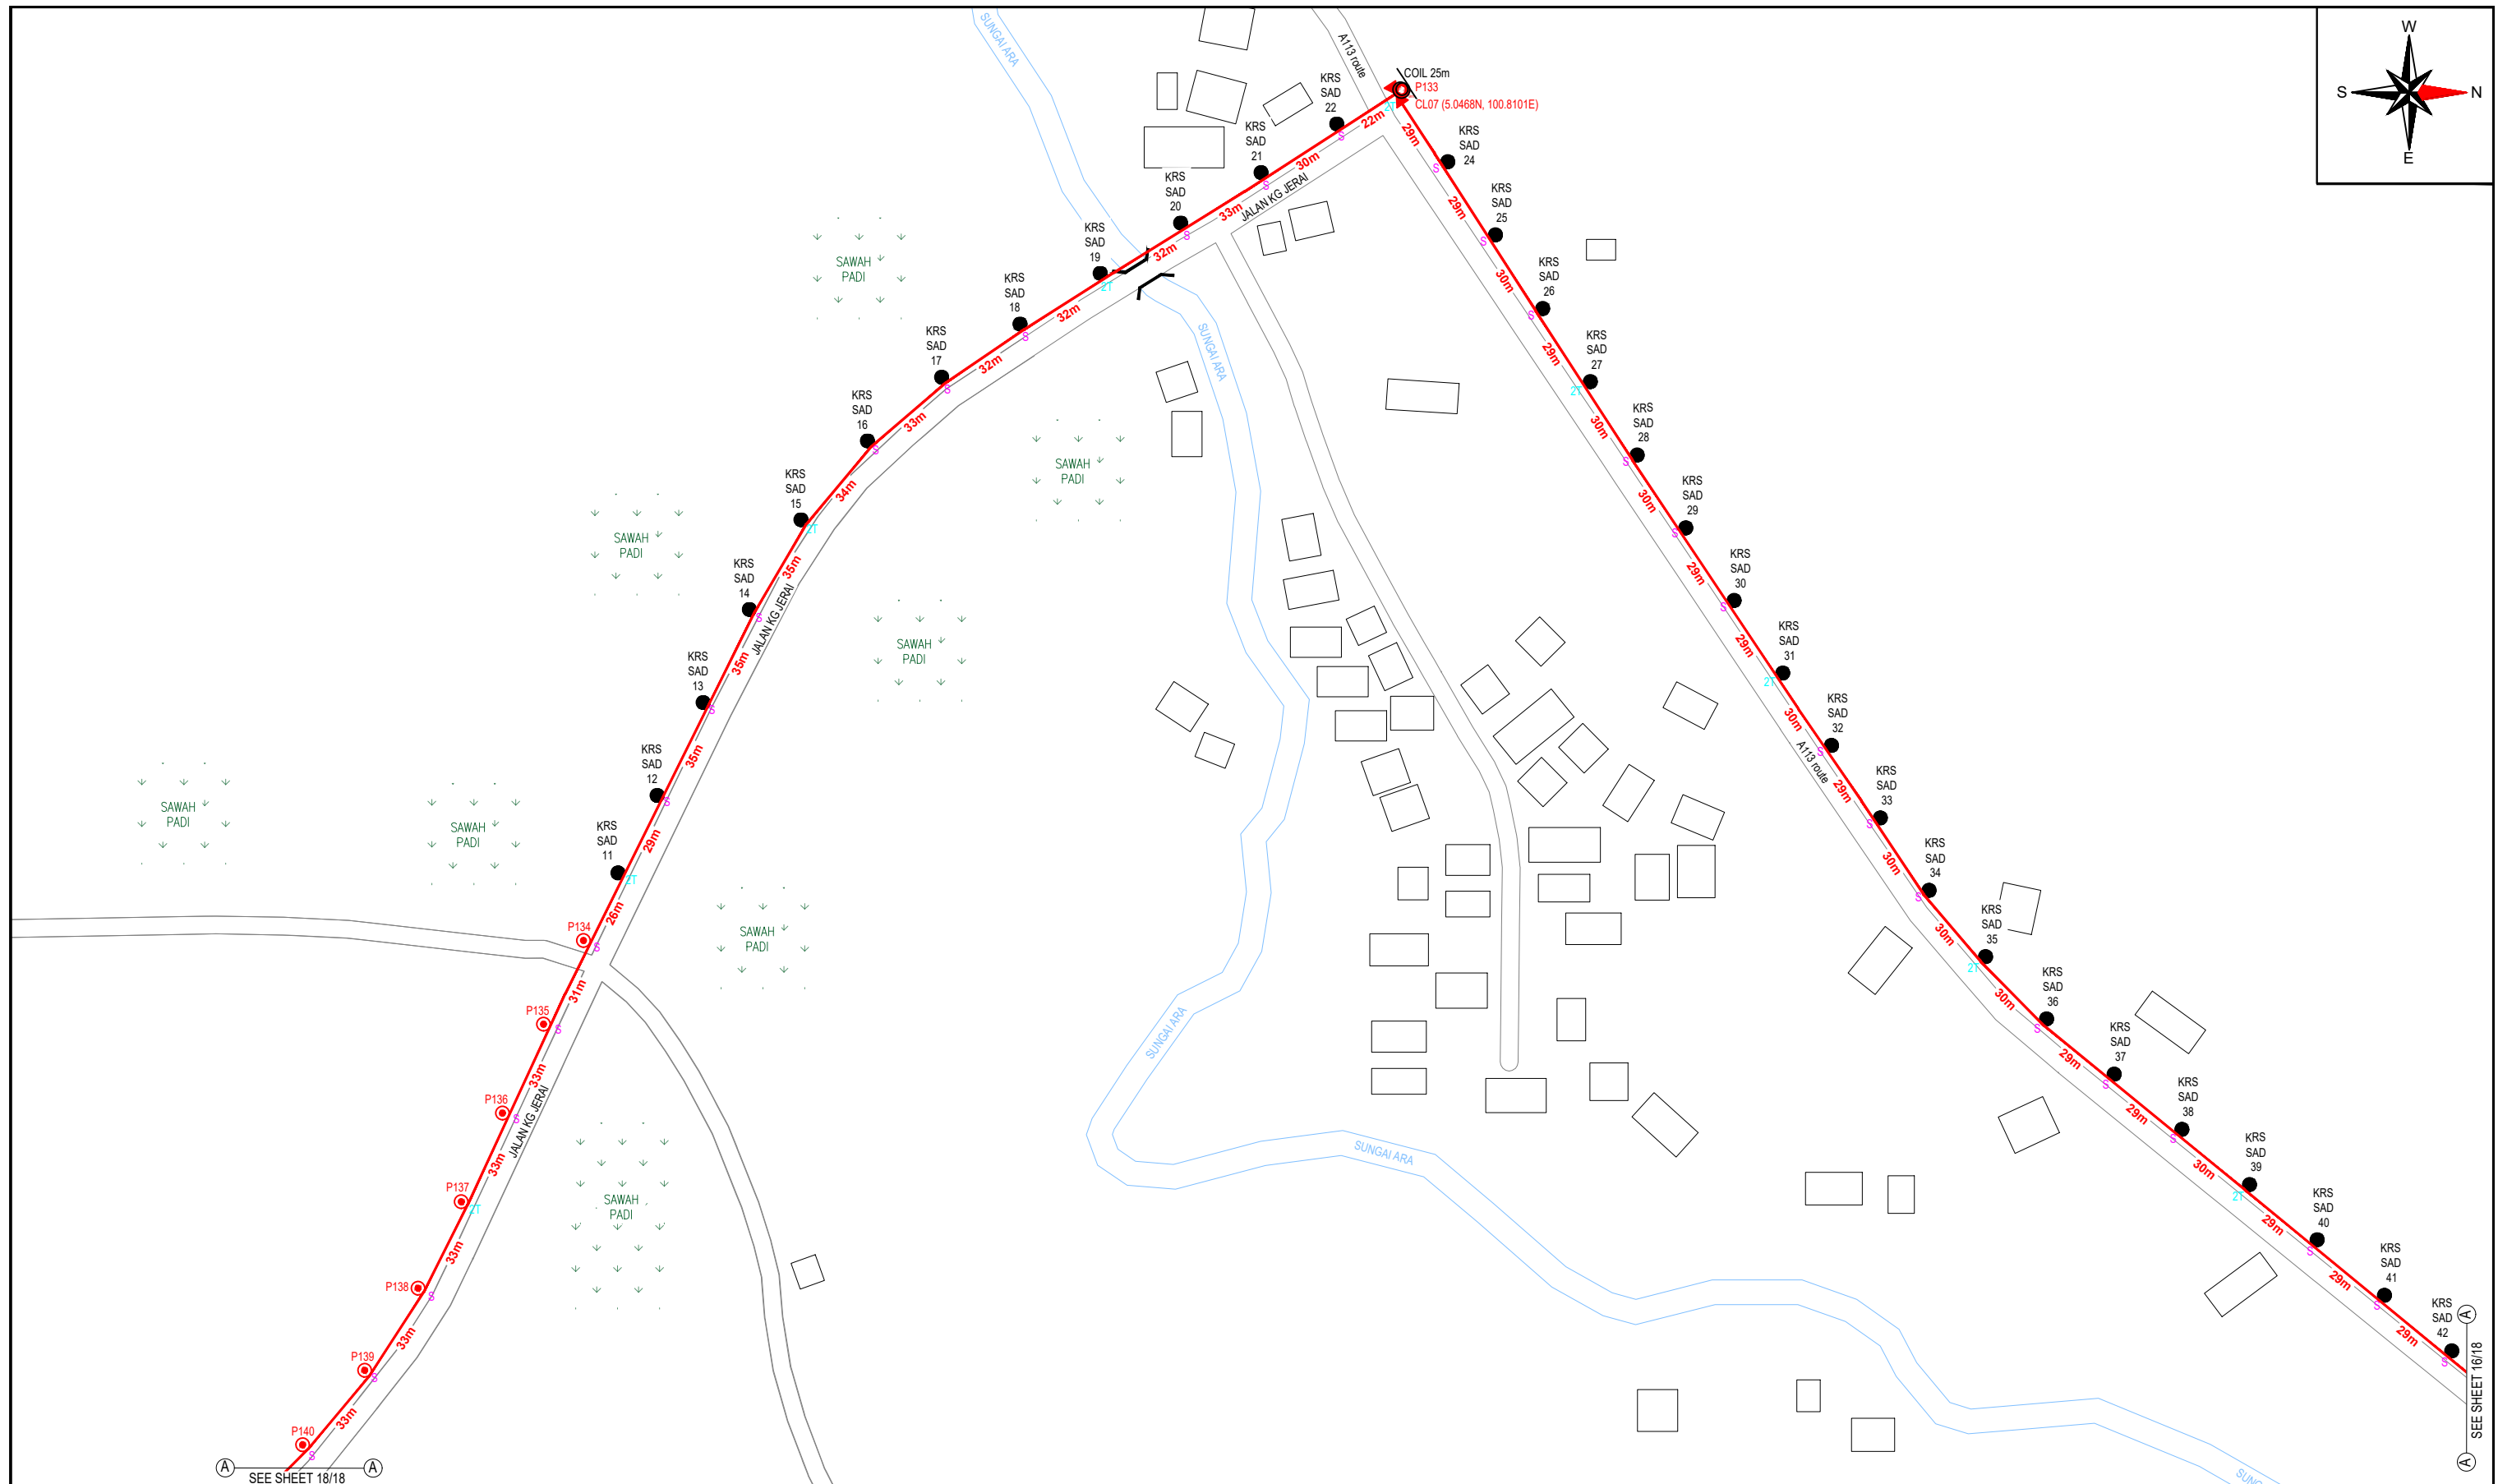 W
S
N
E
SUNGAI ARA
A113 route
COIL 25m
P133
CL07 (5.0468N, 100.8101E)
2T
KRS
SAD
22
S
22m
KRS
SAD
21
S
30m
JALAN KG JERAI
KRS
SAD
20
S
33m
KRS
SAD
19
2T
32m
KRS
SAD
18
S
32m
KRS
SAD
17
S
32m
KRS
SAD
16
S
33m
KRS
SAD
15
2T
34m
KRS
SAD
14
S
35m
JALAN KG JERAI
KRS
SAD
13
S
35m
KRS
SAD
12
S
35m
KRS
SAD
11
2T
29m
P134
S
26m
P135
S
31m
P136
S
33m
JALAN KG JERAI
P137
2T
33m
P138
S
33m
P139
S
33m
P140
S
33m
A
A
SEE SHEET 18/18
29m
KRS
SAD
24
S
29m
KRS
SAD
25
S
30m
KRS
SAD
26
S
29m
KRS
SAD
27
2T
30m
KRS
SAD
28
S
30m
KRS
SAD
29
S
29m
KRS
SAD
30
S
29m
KRS
SAD
31
2T
30m
KRS
SAD
32
S
A113 route
29m
KRS
SAD
33
S
30m
KRS
SAD
34
S
30m
KRS
SAD
35
2T
30m
KRS
SAD
36
S
29m
KRS
SAD
37
S
29m
KRS
SAD
38
S
30m
KRS
SAD
39
2T
29m
KRS
SAD
40
S
29m
KRS
SAD
41
S
29m
KRS
SAD
42
S
A
A
SEE SHEET 16/18
SAWAH
PADI
SAWAH
PADI
SAWAH
PADI
SAWAH
PADI
SAWAH
PADI
SAWAH
PADI
SAWAH
PADI
SAWAH
PADI
SUNGAI ARA
SUNGAI ARA
SUNGAI ARA